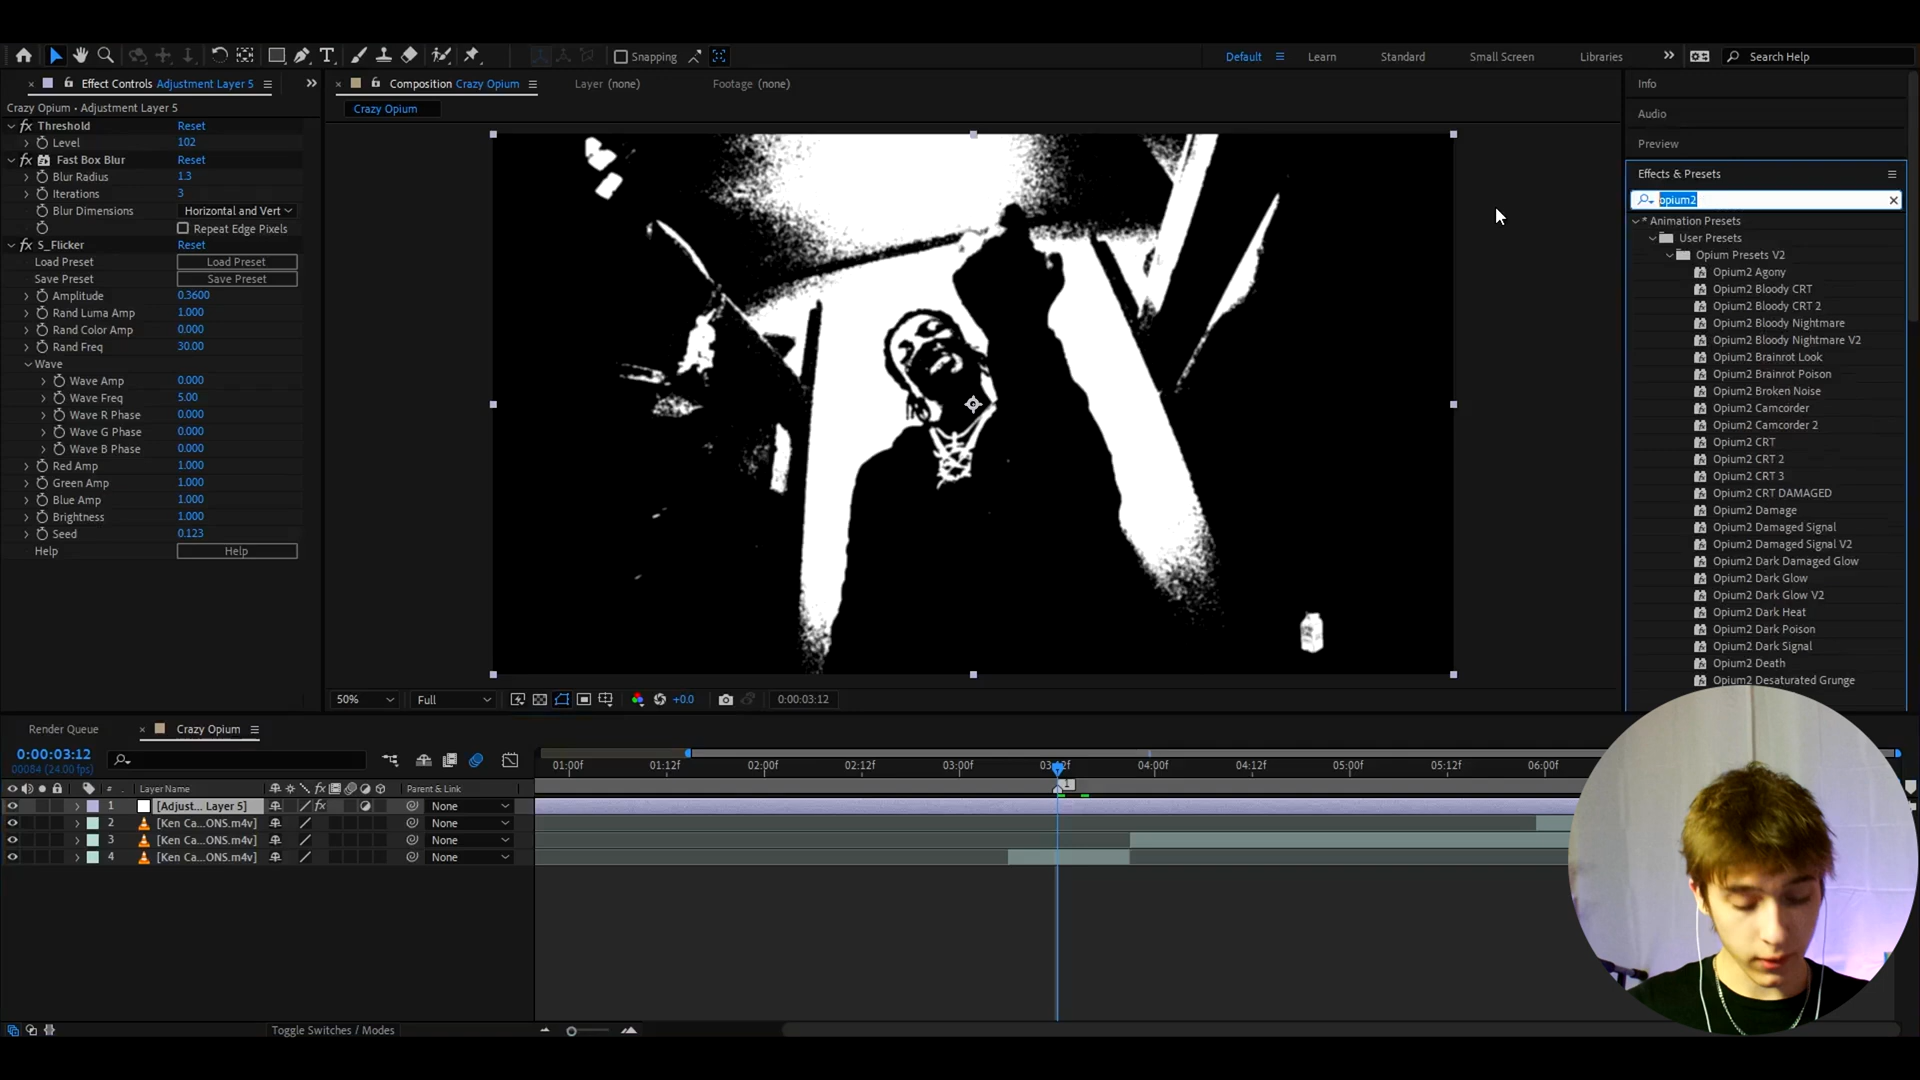 Snapping
Default
Learn
Standard
Small Screen
Libraries
Search Help
Effect Controls Adjustment Layer 5
Composition Crazy Opium
Layer (none)
Footage (none)
Crazy Opium • Adjustment Layer 5
Crazy Opium
fx Threshold Reset
Level 102
fx Fast Box Blur Reset
Blur Radius 1.3
Iterations 3
Blur Dimensions Horizontal and Vert
Repeat Edge Pixels
fx S_Flicker Reset
Load Preset Load Preset
Save Preset Save Preset
Amplitude 0.3600
Rand Luma Amp 1.000
Rand Color Amp 0.000
Rand Freq 30.00
Wave
Wave Amp 0.000
Wave Freq 5.00
Wave R Phase 0.000
Wave G Phase 0.000
Wave B Phase 0.000
Red Amp 1.000
Green Amp 1.000
Blue Amp 1.000
Brightness 1.000
Seed 0.123
Help Help
Info
Audio
Preview
Effects & Presets
opium2
* Animation Presets
User Presets
Opium Presets V2
Opium2 Agony
Opium2 Bloody CRT
Opium2 Bloody CRT 2
Opium2 Bloody Nightmare
Opium2 Bloody Nightmare V2
Opium2 Brainrot Look
Opium2 Brainrot Poison
Opium2 Broken Noise
Opium2 Camcorder
Opium2 Camcorder 2
Opium2 CRT
Opium2 CRT 2
Opium2 CRT 3
Opium2 CRT DAMAGED
Opium2 Damage
Opium2 Damaged Signal
Opium2 Damaged Signal V2
Opium2 Dark Damaged Glow
Opium2 Dark Glow
Opium2 Dark Glow V2
Opium2 Dark Heat
Opium2 Dark Poison
Opium2 Dark Signal
Opium2 Death
Opium2 Desaturated Grunge
50%
Full
+0.0
0:00:03:12
Render Queue
Crazy Opium
0:00:03:12
00084 (24.00 fps)
01:00f
01:12f
02:00f
02:12f
03:00f
04:00f
04:12f
05:00f
05:12f
06:00f
#
Layer Name
fx
Parent & Link
1
1 [Adjust... Layer 5] fx None
2 [Ken Ca...ONS.m4v] None
3 [Ken Ca...ONS.m4v] None
4 [Ken Ca...ONS.m4v] None
Toggle Switches / Modes